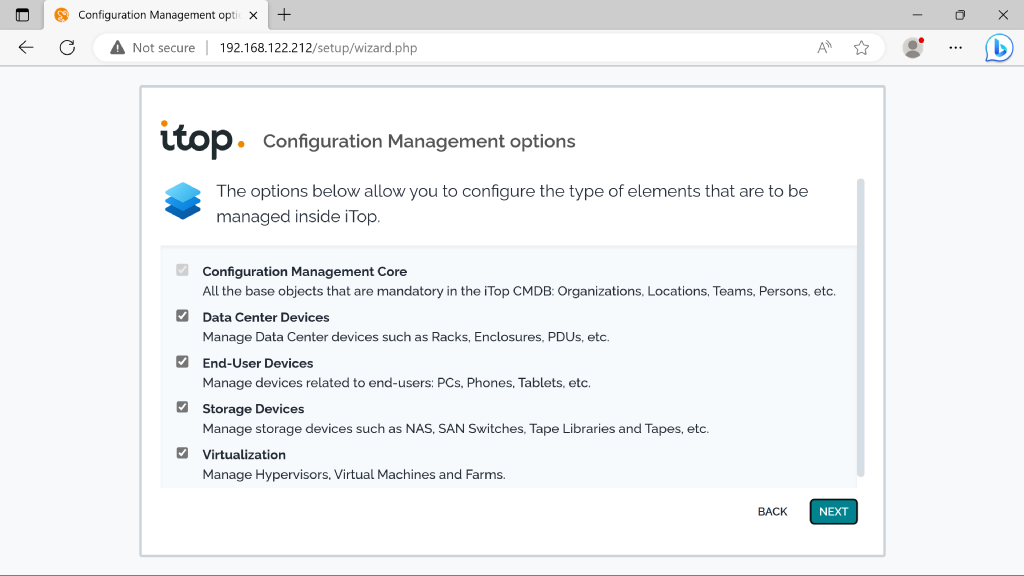 Configuration Management opti
Not secure
192.168.122.212/setup/wizard.php
itop
Configuration Management options
The options below allow you to configure the type of elements that are to be
managed inside iTop.
Configuration Management Core
All the base objects that are mandatory in the iTop CMDB: Organizations, Locations, Teams, Persons, etc.
Data Center Devices
Manage Data Center devices such as Racks, Enclosures, PDUs, etc.
End-User Devices
Manage devices related to end-users: PCs, Phones, Tablets, etc.
Storage Devices
Manage storage devices such as NAS, SAN Switches, Tape Libraries and Tapes, etc.
Virtualization
Manage Hypervisors, Virtual Machines and Farms.
BACK NEXT